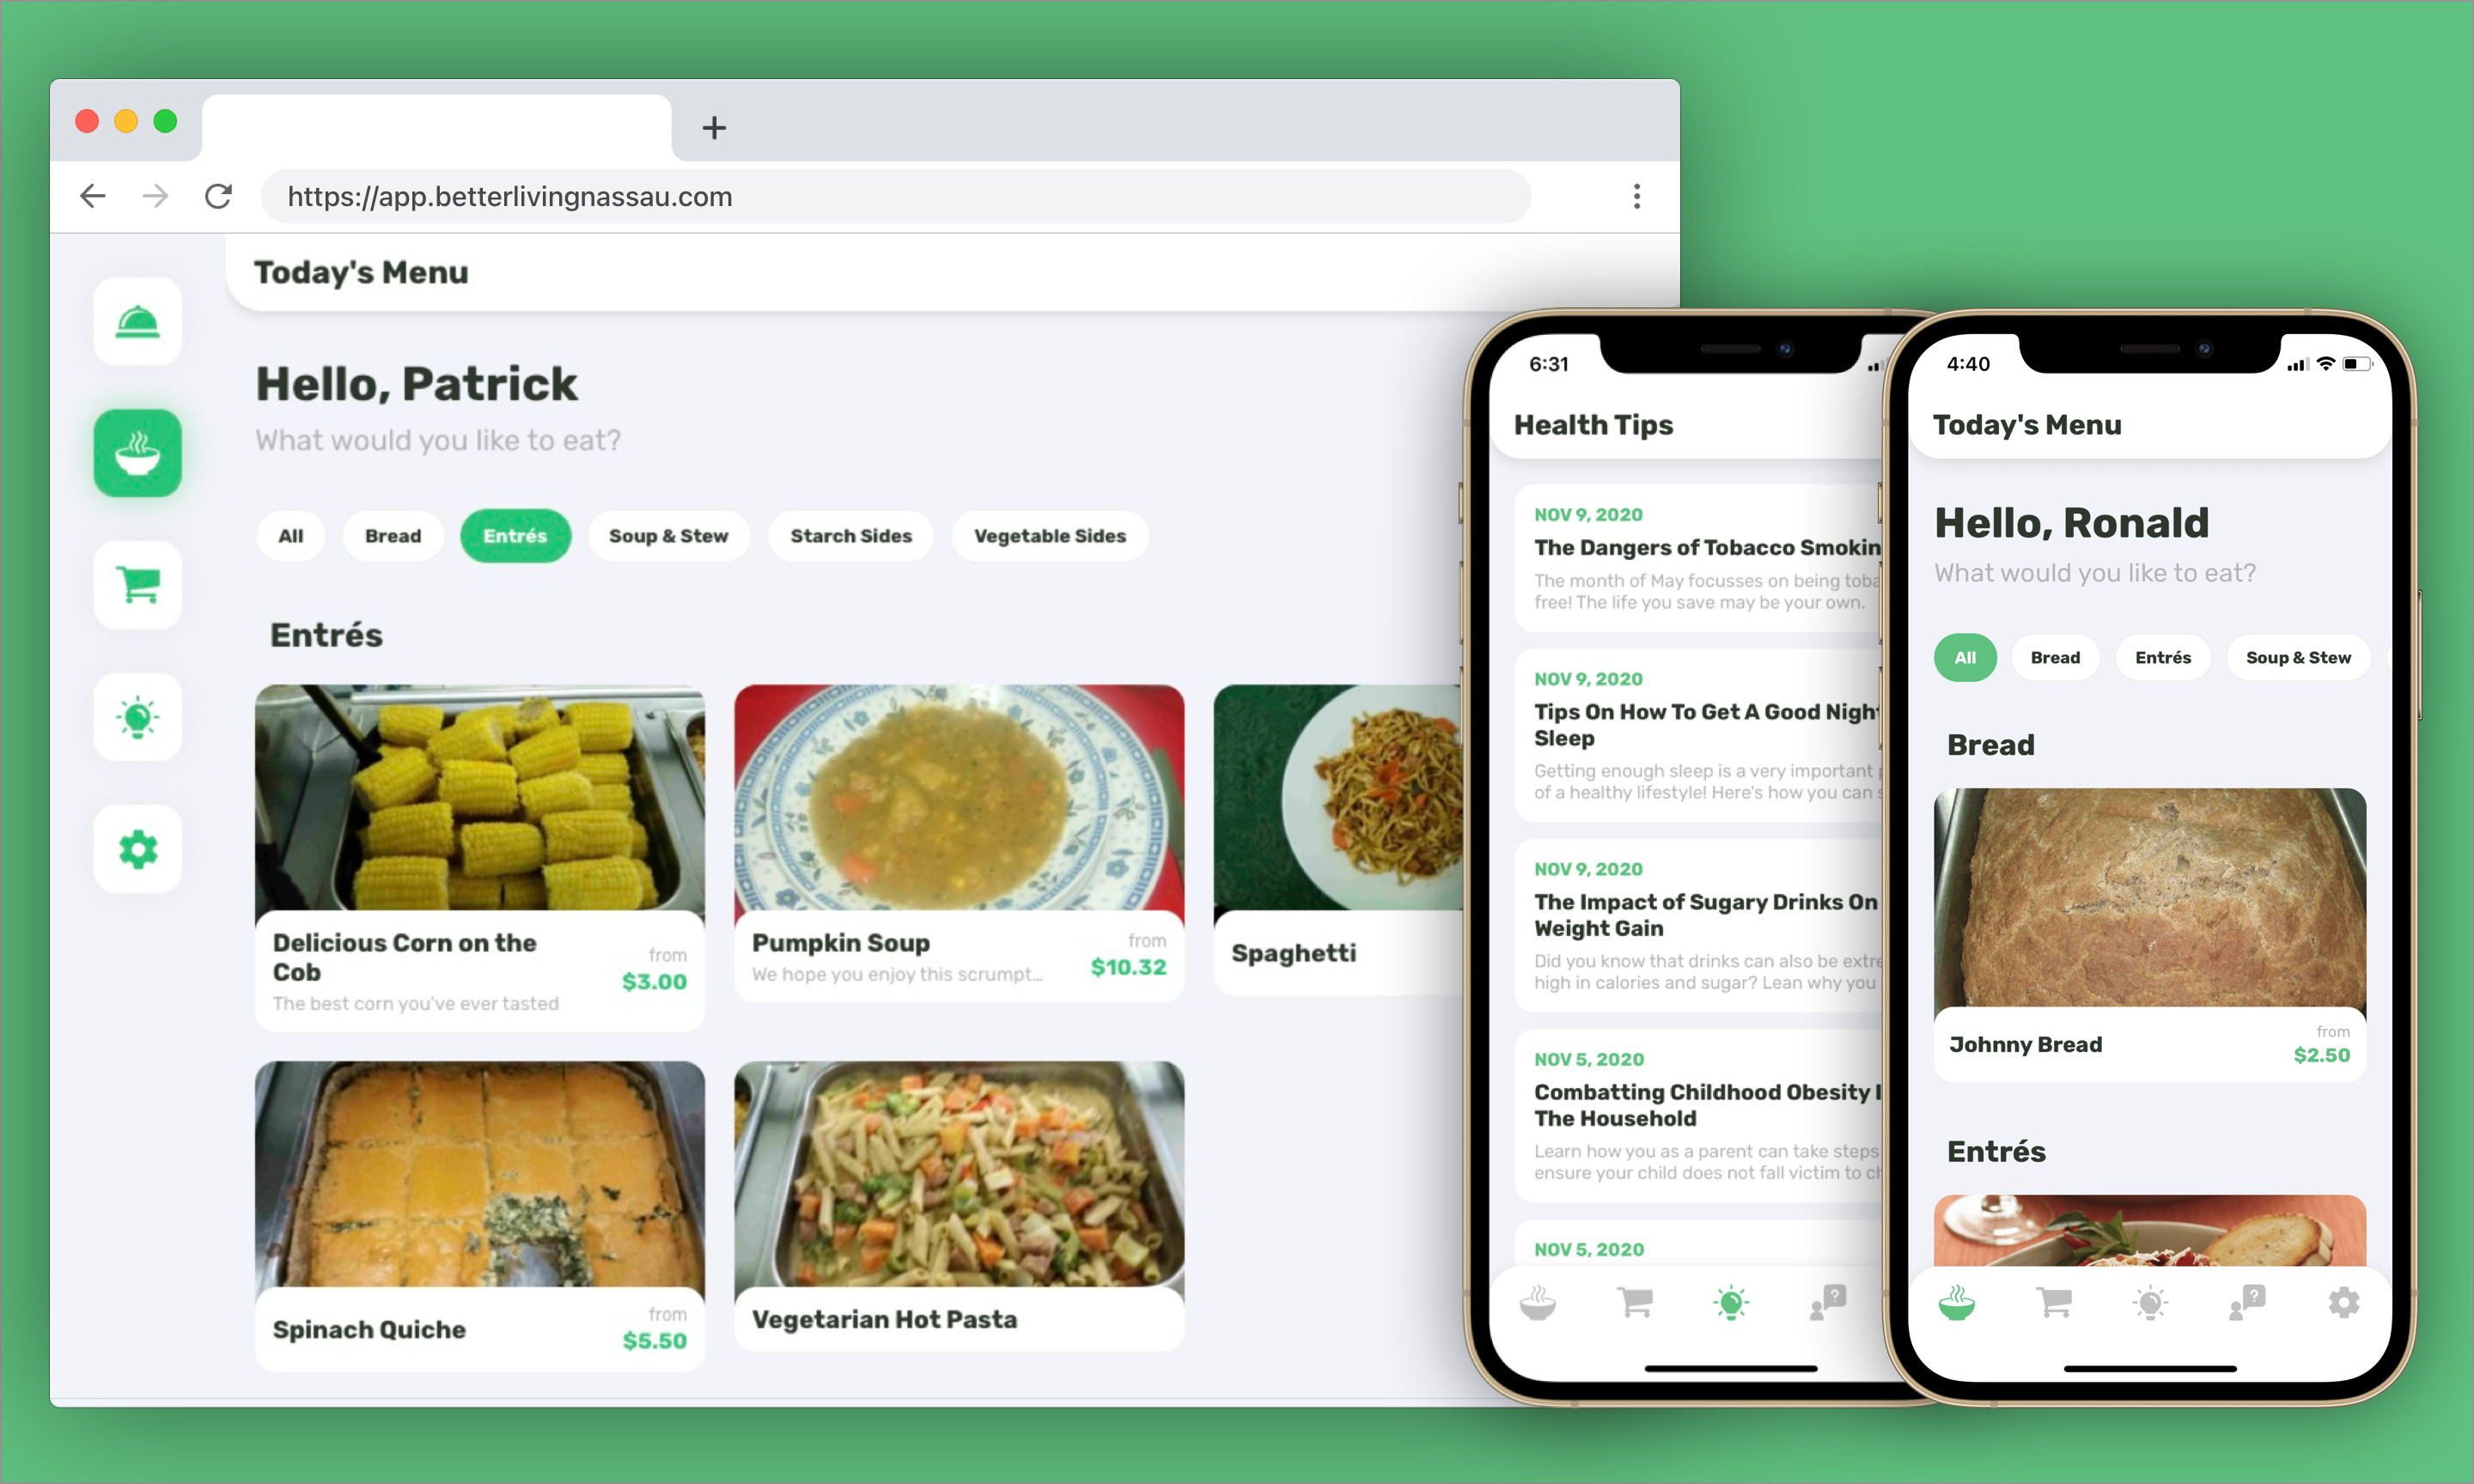 https://app.betterlivingnassau.com
Today's Menu
Hello, Patrick
What would you like to eat?
All
Bread
Entrés
Soup & Stew
Starch Sides
Vegetable Sides
Entrés
Delicious Corn on the
Cob
The best corn you've ever tasted
from
$3.00
Pumpkin Soup
We hope you enjoy this scrumpt...
from
$10.32
Spaghetti
Spinach Quiche
from
$5.50
Vegetarian Hot Pasta
6:31
Health Tips
NOV 9, 2020
The Dangers of Tobacco Smokin
The month of May focusses on being toba
free! The life you save may be your own.
NOV 9, 2020
Tips On How To Get A Good Nigh
Sleep
Getting enough sleep is a very important
of a healthy lifestyle! Here's how you can
NOV 9, 2020
The Impact of Sugary Drinks On
Weight Gain
Did you know that drinks can also be extre
high in calories and sugar? Lean why you
NOV 5, 2020
Combatting Childhood Obesity I
The Household
Learn how you as a parent can take steps
ensure your child does not fall victim to ch
NOV 5, 2020
4:40
Today's Menu
Hello, Ronald
What would you like to eat?
All
Bread
Entrés
Soup & Stew
Bread
Johnny Bread
from
$2.50
Entrés